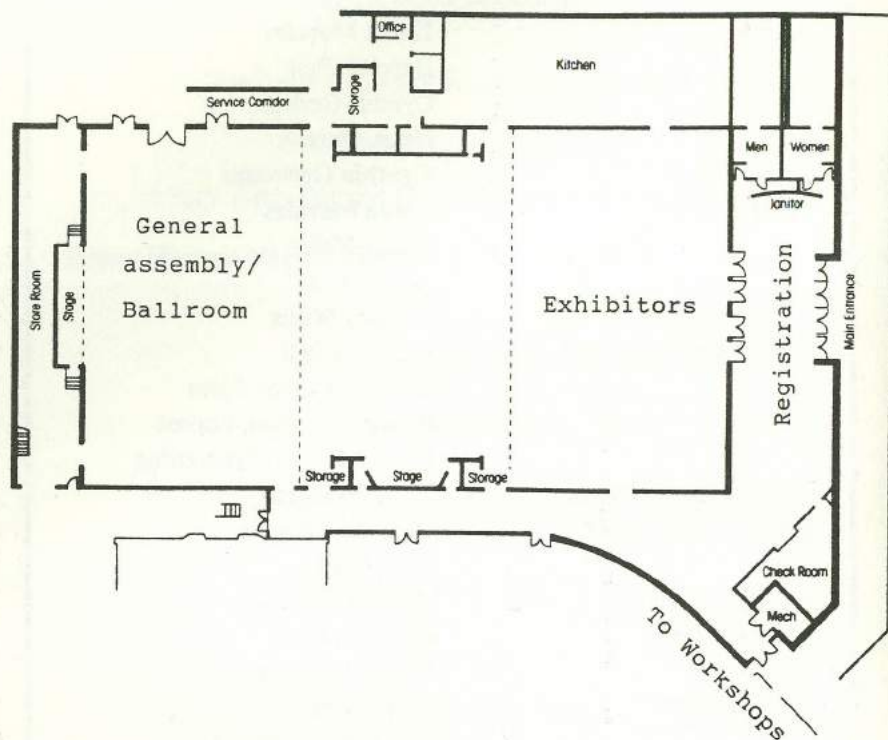 Office
Kitchen
Storage
Service Corridor
Men
Women
Janitor
General
assembly/
Ballroom
Store Room
Stage
Exhibitors
Registration
Main Entrance
Storage
Stage
Storage
Check Room
Mech
To Workshops